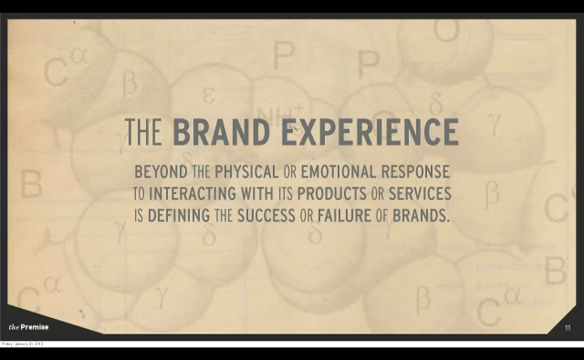 THE BRAND EXPERIENCE
BEYOND THE PHYSICAL OR EMOTIONAL RESPONSE
TO INTERACTING WITH ITS PRODUCTS OR SERVICES
IS DEFINING THE SUCCESS OR FAILURE OF BRANDS.
P
P
O
C α
β
ε
NH
δ
γ
γ
B
δ
δ
β
C
B
C α
γ
β
C α
the Premise
11